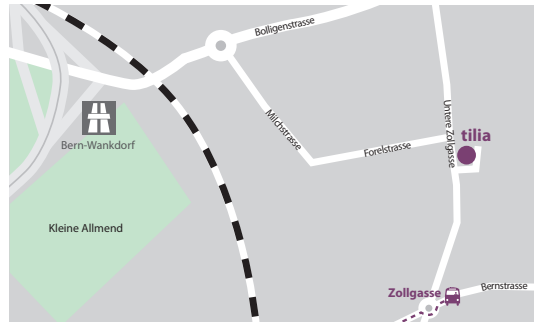 Bolligenstrasse
Milchstrasse
Untere Zollgasse
tilia
Bern-Wankdorf
Forelstrasse
Kleine Allmend
Zollgasse
Bernstrasse